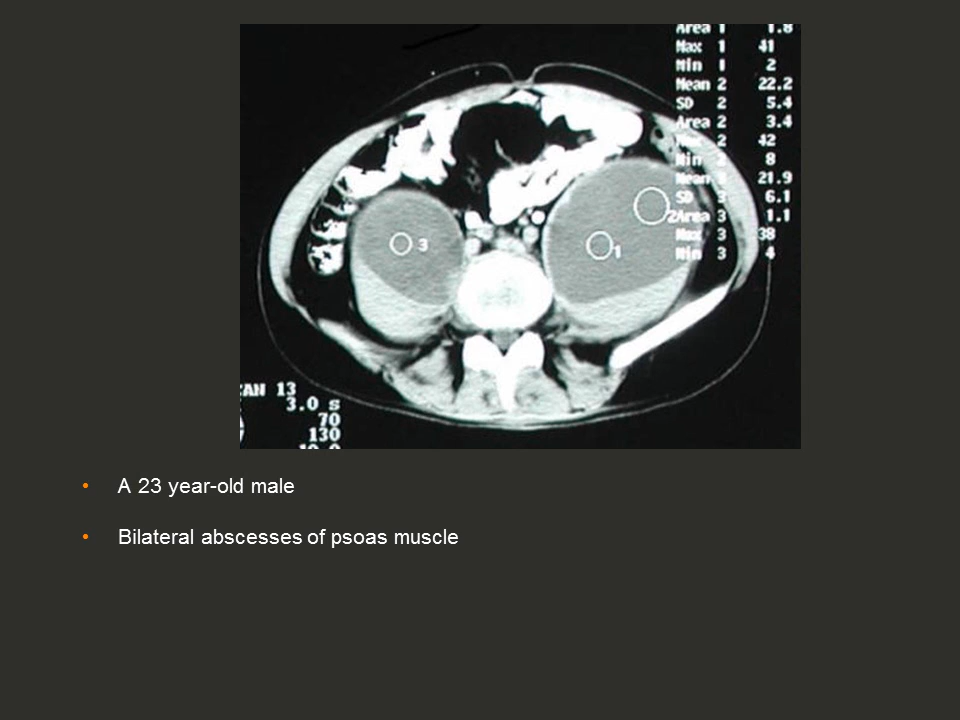 Area 1 1.8
Max 1 41
Min 1 2
Mean 2 22.2
SD 2 5.4
Area 2 3.4
2 42
Min 8
Mean 21.9
SD 3 6.1
2 Area 3 1.1
Max 3 38
Min 3 4
3
1
13
3.0 s
70
130
• A 23 year-old male
• Bilateral abscesses of psoas muscle